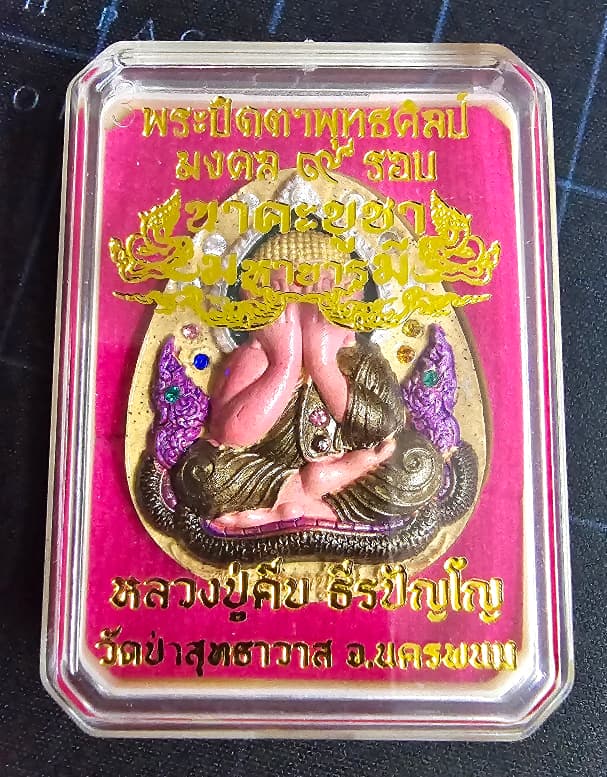 พระปิดตาพุทธศิลป์
มงคล ๙ รอบ
ขาคะบูชา
มหาบารมี
หลวงปู่คีบ ธีรปัญโญ
วัดป่าสุทธาวาส อ.นครพนม